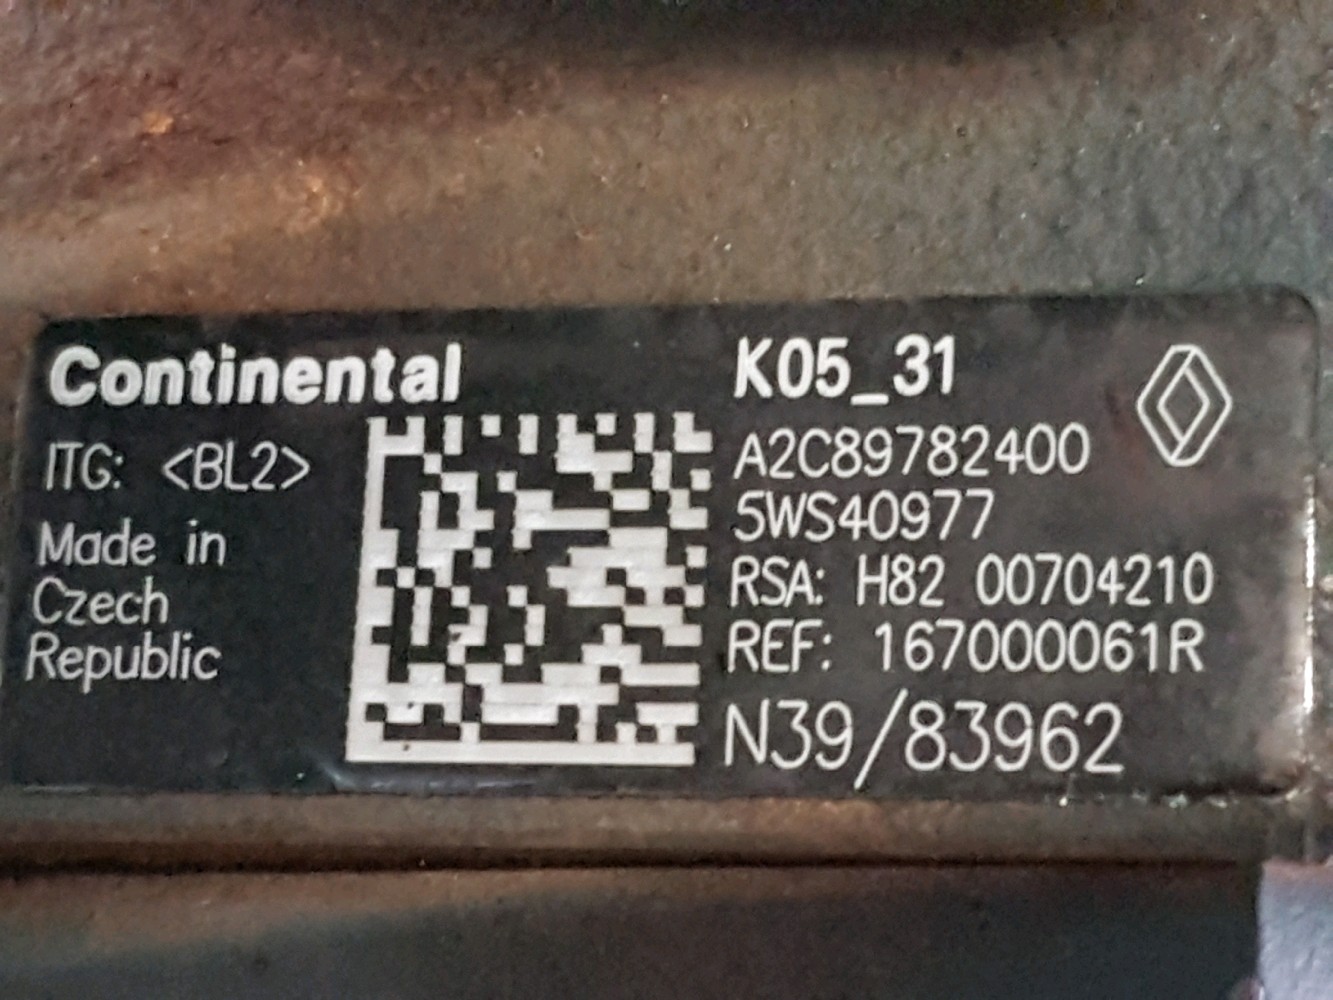 Continental
ITG: <BL2>
Made in
Czech
Republic
K05_31
A2C89782400
5WS40977
RSA: H82 00704210
REF: 167000061R
N39/83962